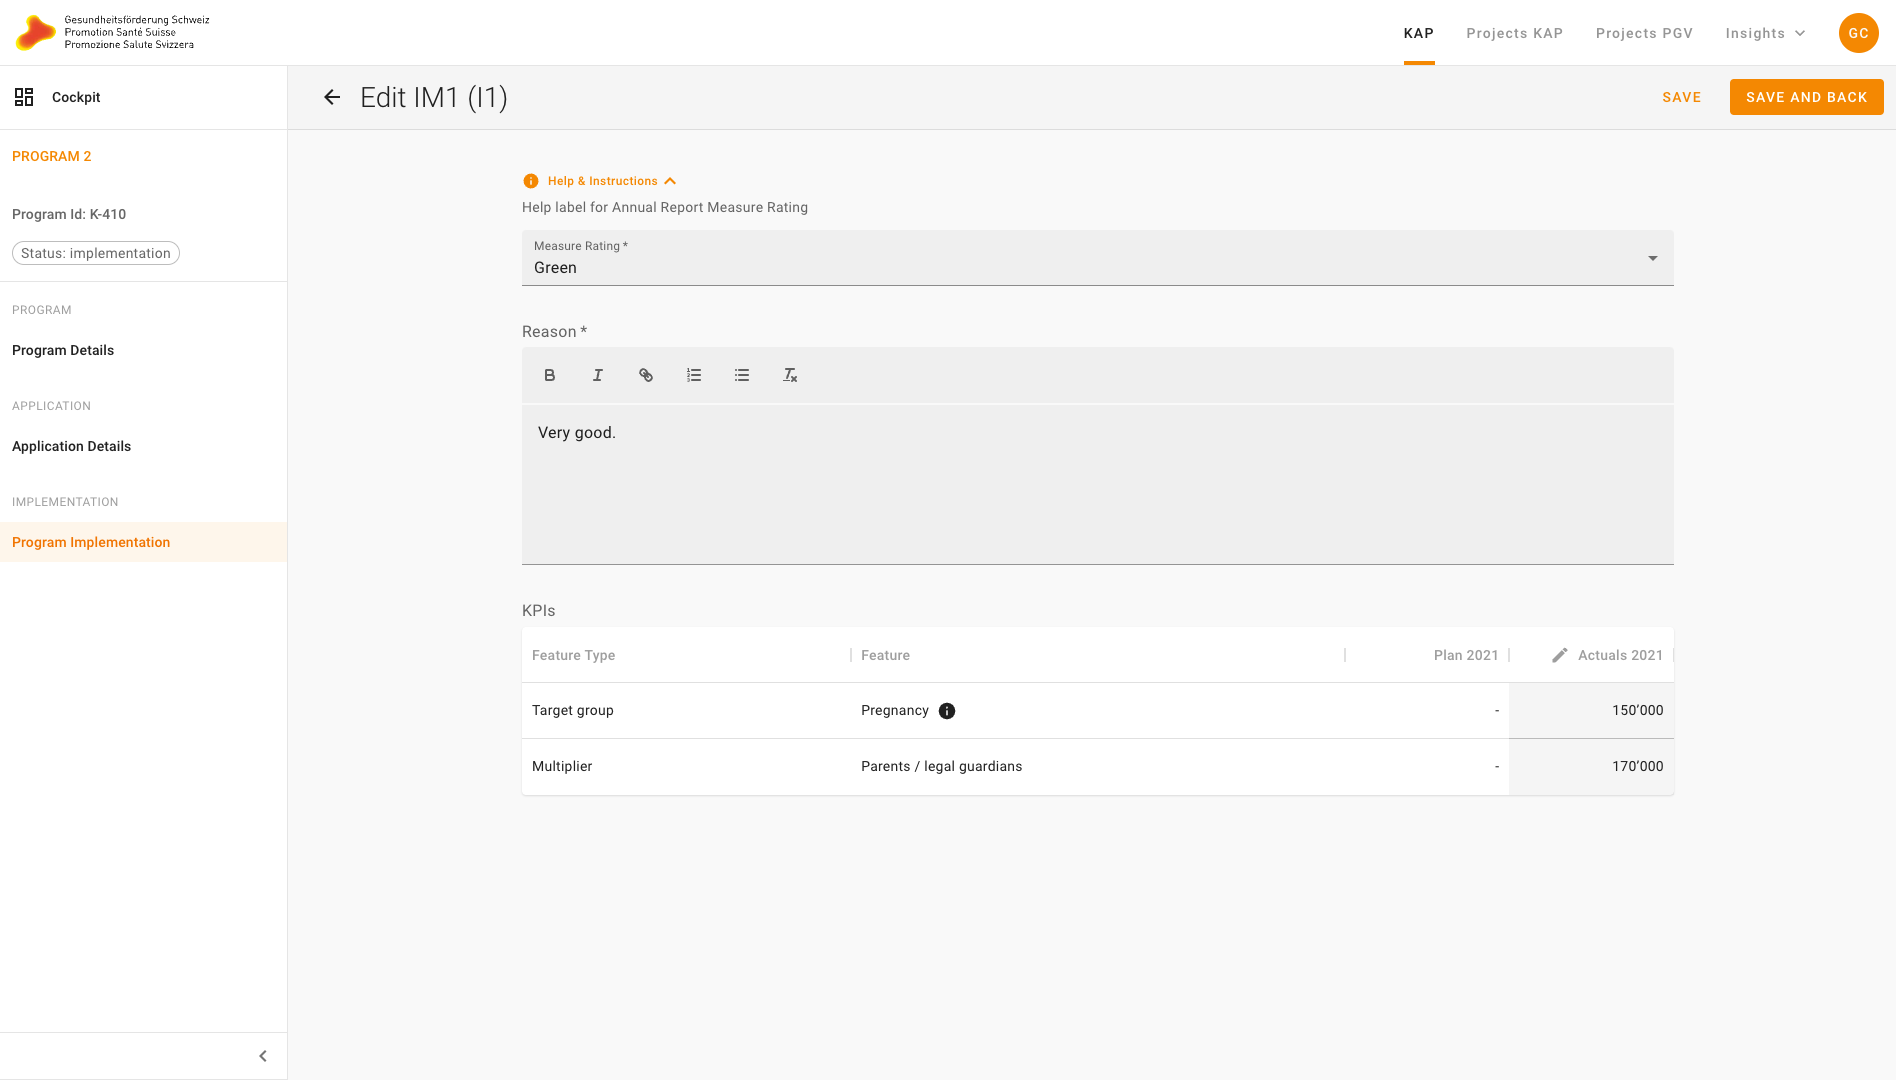 Gesundheitsförderung Schweiz
Promotion Santé Suisse
Promozione Salute Svizzera
KAP
Projects KAP
Projects PGV
Insights
GC
Cockpit
Edit IM1 (I1)
SAVE
SAVE AND BACK
PROGRAM 2
Program Id: K-410
Status: implementation
PROGRAM
Program Details
APPLICATION
Application Details
IMPLEMENTATION
Program Implementation
Help & Instructions
Help label for Annual Report Measure Rating
Measure Rating *
Green
Reason *
Very good.
KPIs
Feature Type Feature Plan 2021 Actuals 2021
Target group Pregnancy - 150’000
Multiplier Parents / legal guardians - 170’000